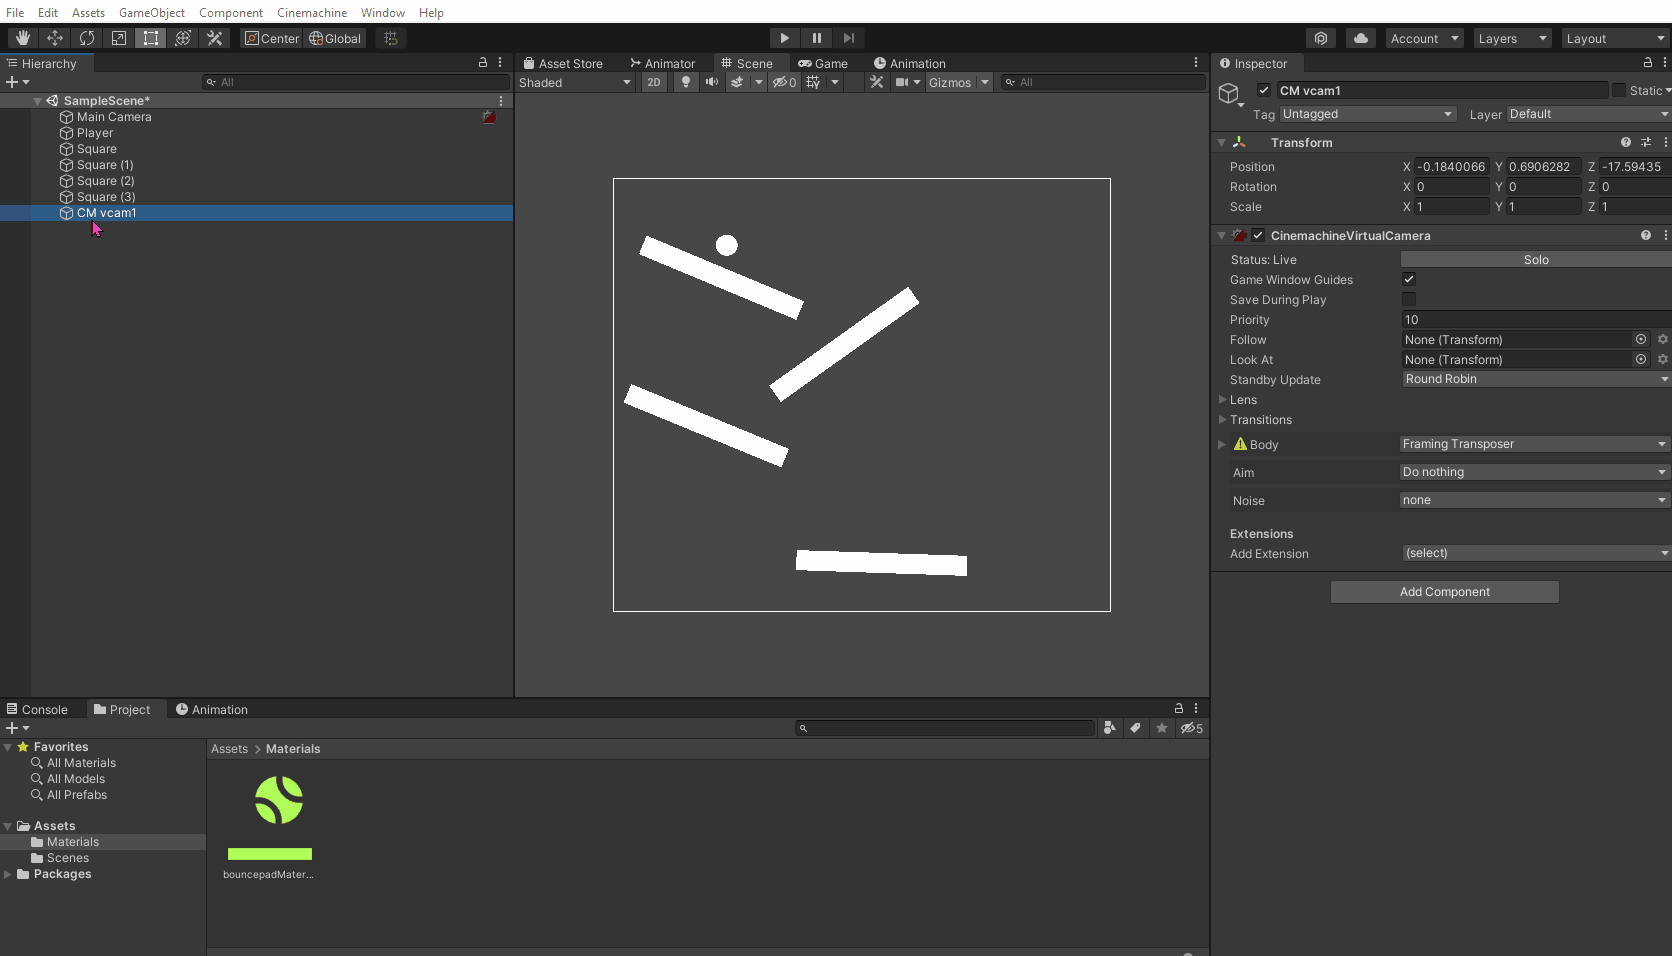 File Edit Assets GameObject Component Cinemachine Window Help
Center Global Account Layers Layout
Hierarchy
All
SampleScene*
Main Camera
Player
Square
Square (1)
Square (2)
Square (3)
CM vcam1
Asset Store Animator Scene Game Animation
Shaded 2D 0 Gizmos All
Inspector
CM vcam1 Static
Tag Untagged Layer Default
Transform
Position X -0.1840066 Y 0.6906282 Z -17.59435
Rotation X 0 Y 0 Z 0
Scale X 1 Y 1 Z 1
CinemachineVirtualCamera
Status: Live Solo
Game Window Guides
Save During Play
Priority 10
Follow None (Transform)
Look At None (Transform)
Standby Update Round Robin
Lens
Transitions
Body Framing Transposer
Aim Do nothing
Noise none
Extensions
Add Extension (select)
Add Component
Console Project Animation
5
Favorites
All Materials
All Models
All Prefabs
Assets
Materials
Scenes
Packages
Assets > Materials
bouncepadMater...